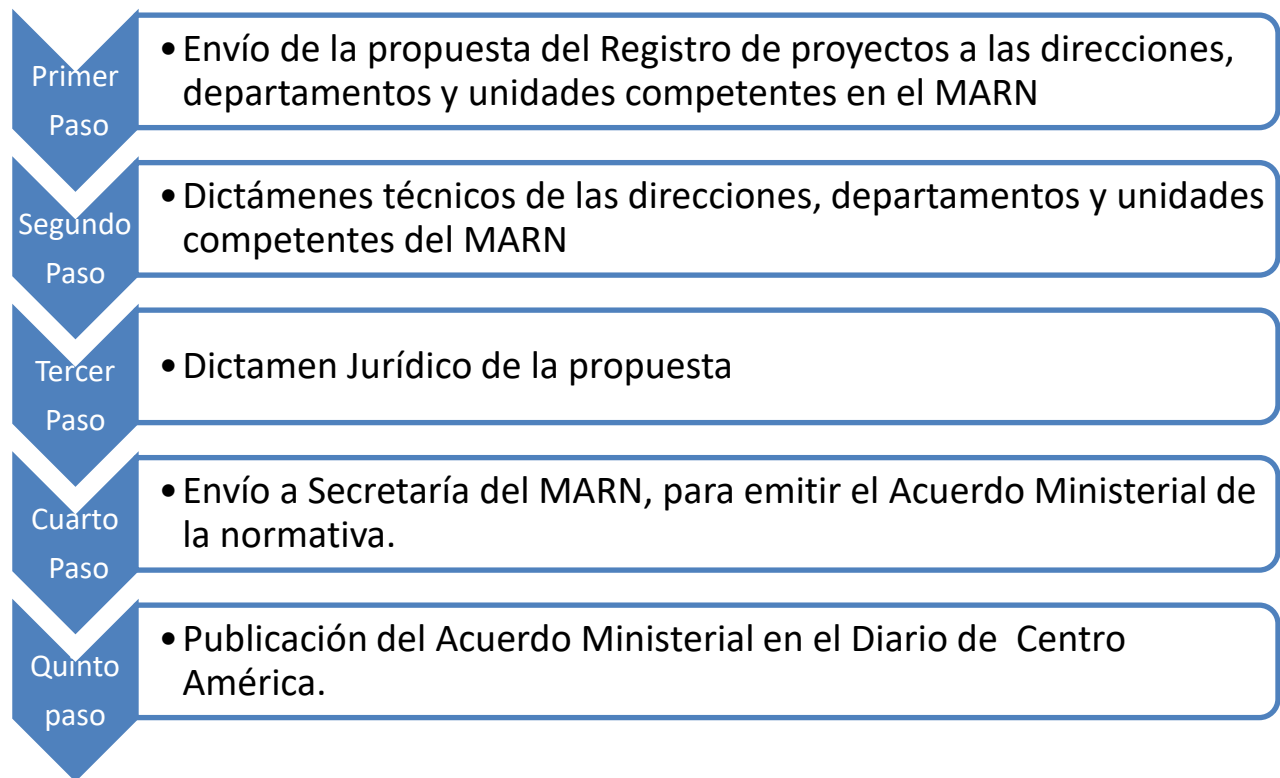 Primer
Paso
•Envío de la propuesta del Registro de proyectos a las direcciones,
departamentos y unidades competentes en el MARN
Segundo
Paso
•Dictámenes técnicos de las direcciones, departamentos y unidades
competentes del MARN
Tercer
Paso
•Dictamen Jurídico de la propuesta
Cuarto
Paso
•Envío a Secretaría del MARN, para emitir el Acuerdo Ministerial de
la normativa.
Quinto
paso
•Publicación del Acuerdo Ministerial en el Diario de Centro
América.